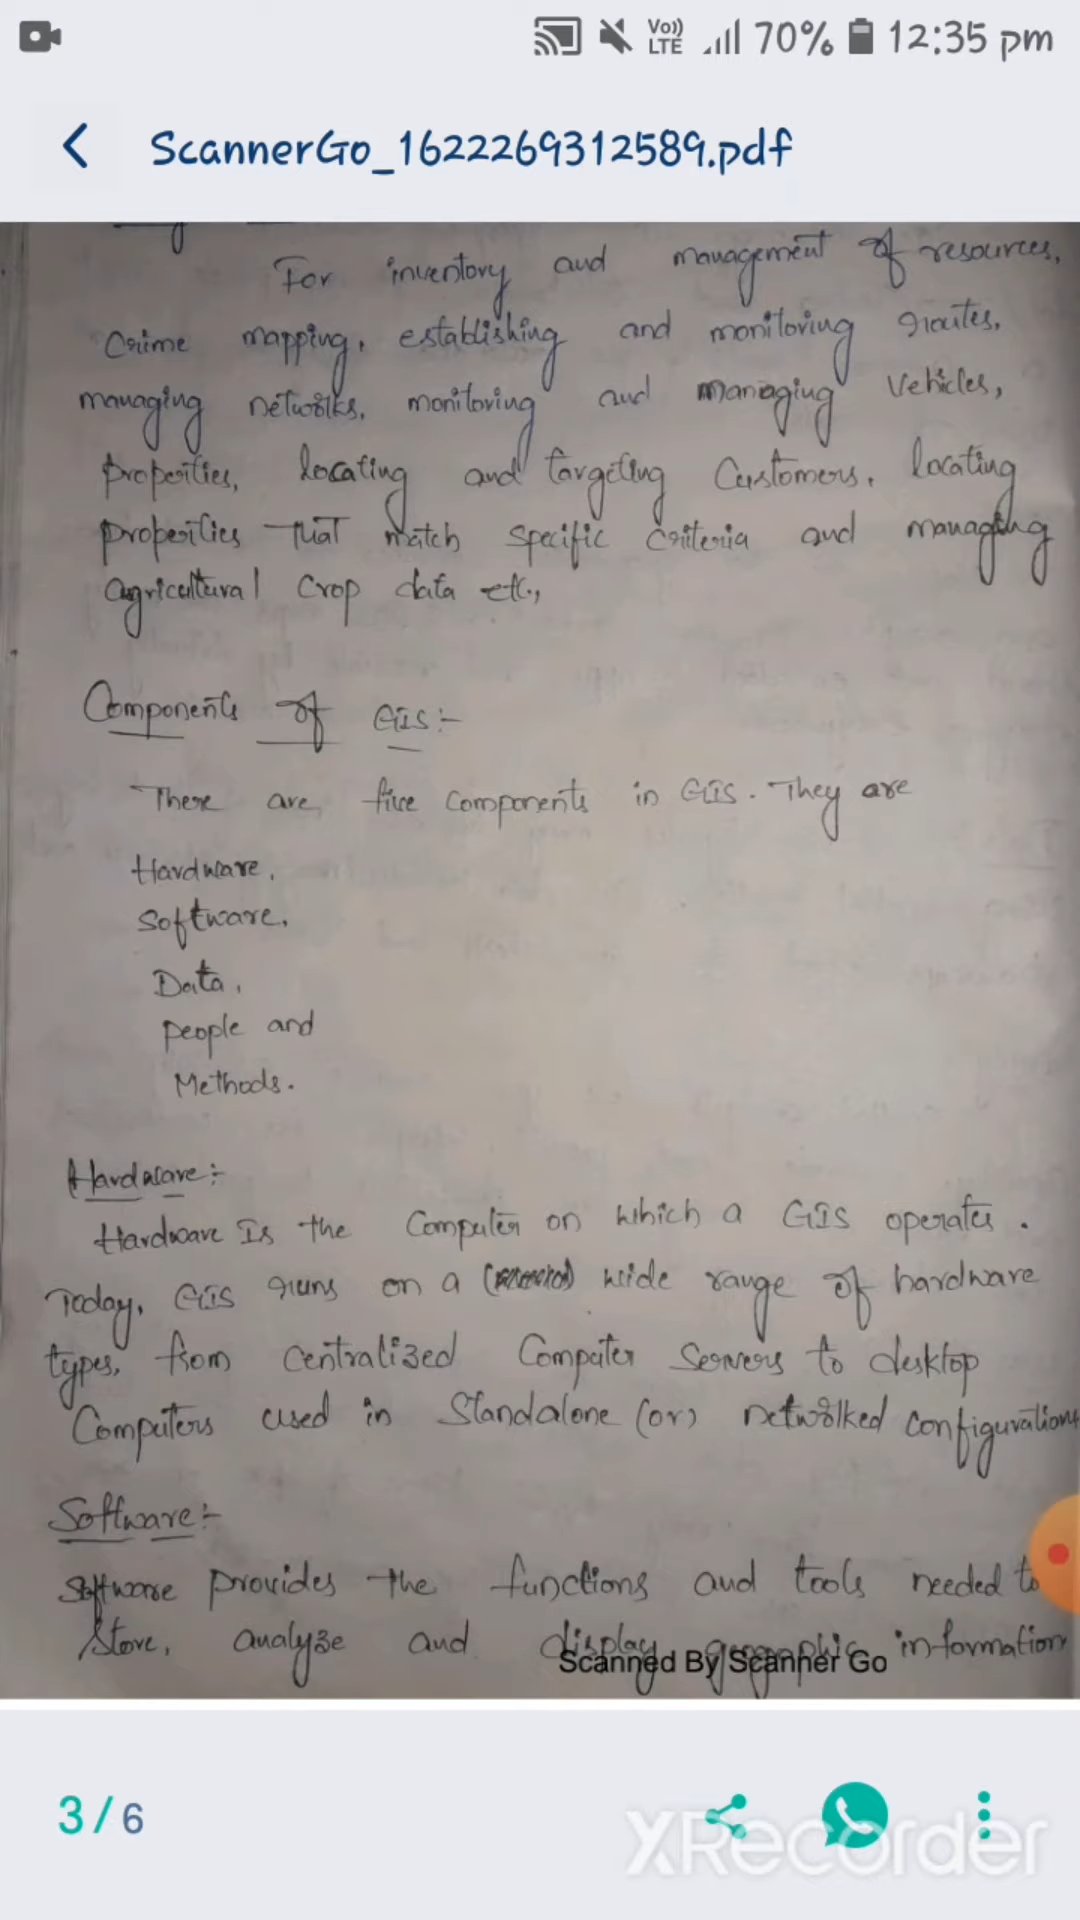 Vo)) LTE 70% 12:35 pm
ScannerGo_1622269312589.pdf
For inventory and management of resources,
Crime mapping, establishing and monitoring routes,
managing networks, monitoring and managing vehicles,
properties, locating and targeting Customers, locating
properties that match specific criteria and managing
agricultural crop data etc.,
Components of GIS:-
There are five components in GIS. They are
Hardware,
Software,
Data,
People and
Methods.
Hardware:-
Hardware Is the Computer on which a GIS operates.
Today, GIS runs on a wide range of hardware
types, from centralized Computer Servers to desktop
Computers used in Standalone (or) networked configurations
Software:-
Software provides the functions and tools needed to
Store, analyze and display geographic information
Scanned By Scanner Go
3/6
XRecorder